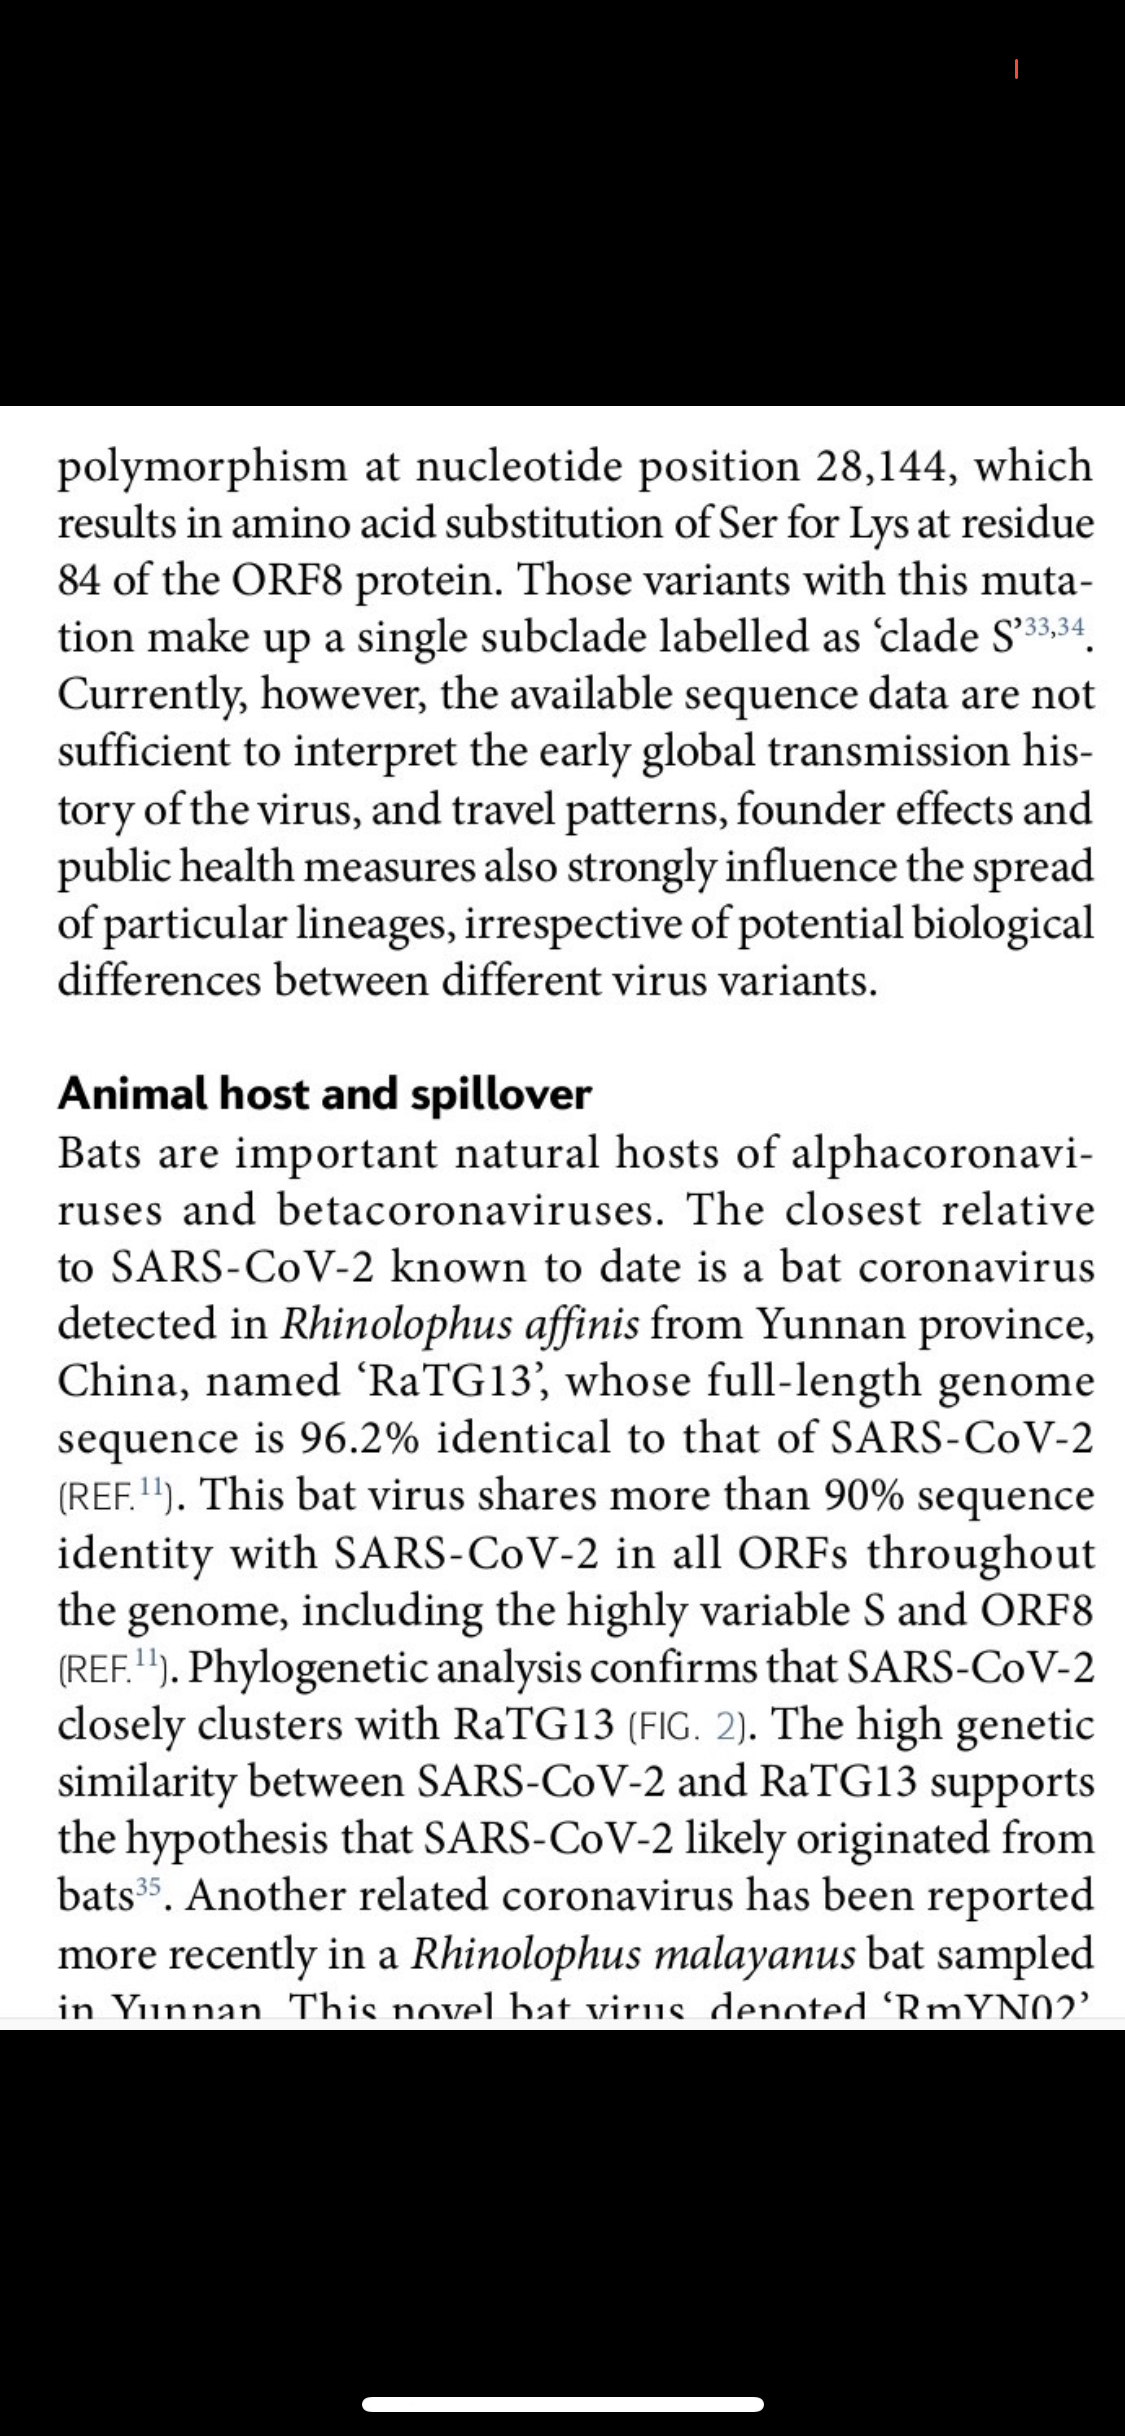 polymorphism at nucleotide position 28,144, which
results in amino acid substitution of Ser for Lys at residue
84 of the ORF8 protein. Those variants with this muta-
tion make up a single subclade labelled as ‘clade S’33,34.
Currently, however, the available sequence data are not
sufficient to interpret the early global transmission his-
tory of the virus, and travel patterns, founder effects and
public health measures also strongly influence the spread
of particular lineages, irrespective of potential biological
differences between different virus variants.
Animal host and spillover
Bats are important natural hosts of alphacoronavi-
ruses and betacoronaviruses. The closest relative
to SARS-CoV-2 known to date is a bat coronavirus
detected in Rhinolophus affinis from Yunnan province,
China, named ‘RaTG13’, whose full-length genome
sequence is 96.2% identical to that of SARS-CoV-2
(REF.11). This bat virus shares more than 90% sequence
identity with SARS-CoV-2 in all ORFs throughout
the genome, including the highly variable S and ORF8
(REF.11). Phylogenetic analysis confirms that SARS-CoV-2
closely clusters with RaTG13 (FIG. 2). The high genetic
similarity between SARS-CoV-2 and RaTG13 supports
the hypothesis that SARS-CoV-2 likely originated from
bats35. Another related coronavirus has been reported
more recently in a Rhinolophus malayanus bat sampled
in Yunnan. This novel bat virus, denoted ‘RmYN02’